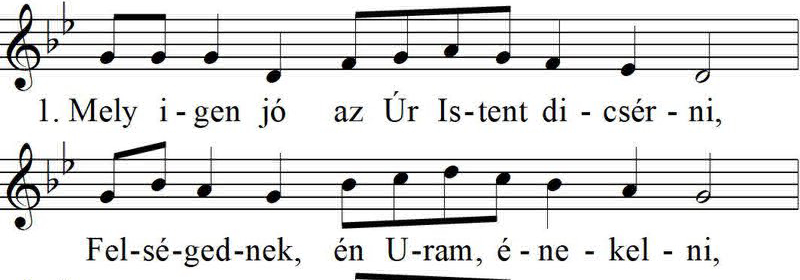 1. Mely i - gen jó az Úr Is-tent di - csér - ni,
Fel-sé-ged-nek, én U-ram, é - ne - kel - ni,